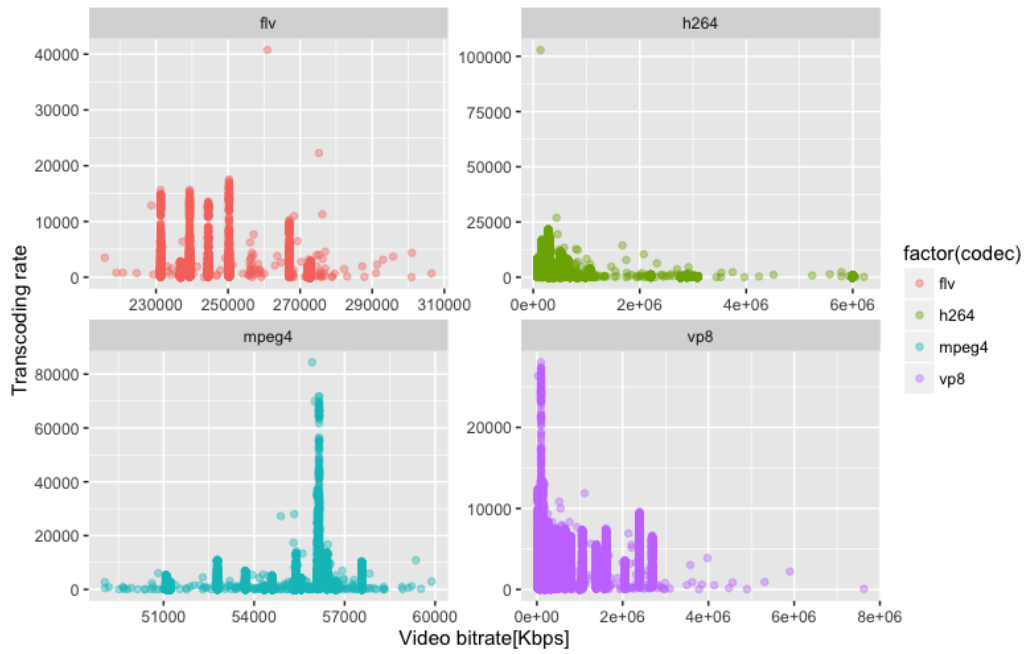 flv
h264
40000
30000
20000
10000
0
230000 250000 270000 290000 310000
100000
75000
50000
25000
0
0e+00 2e+06 4e+06 6e+06
mpeg4
vp8
80000
60000
40000
20000
0
51000 54000 57000 60000
20000
10000
0
0e+00 2e+06 4e+06 6e+06 8e+06
Transcoding rate
Video bitrate[Kbps]
factor(codec)
flv
h264
mpeg4
vp8